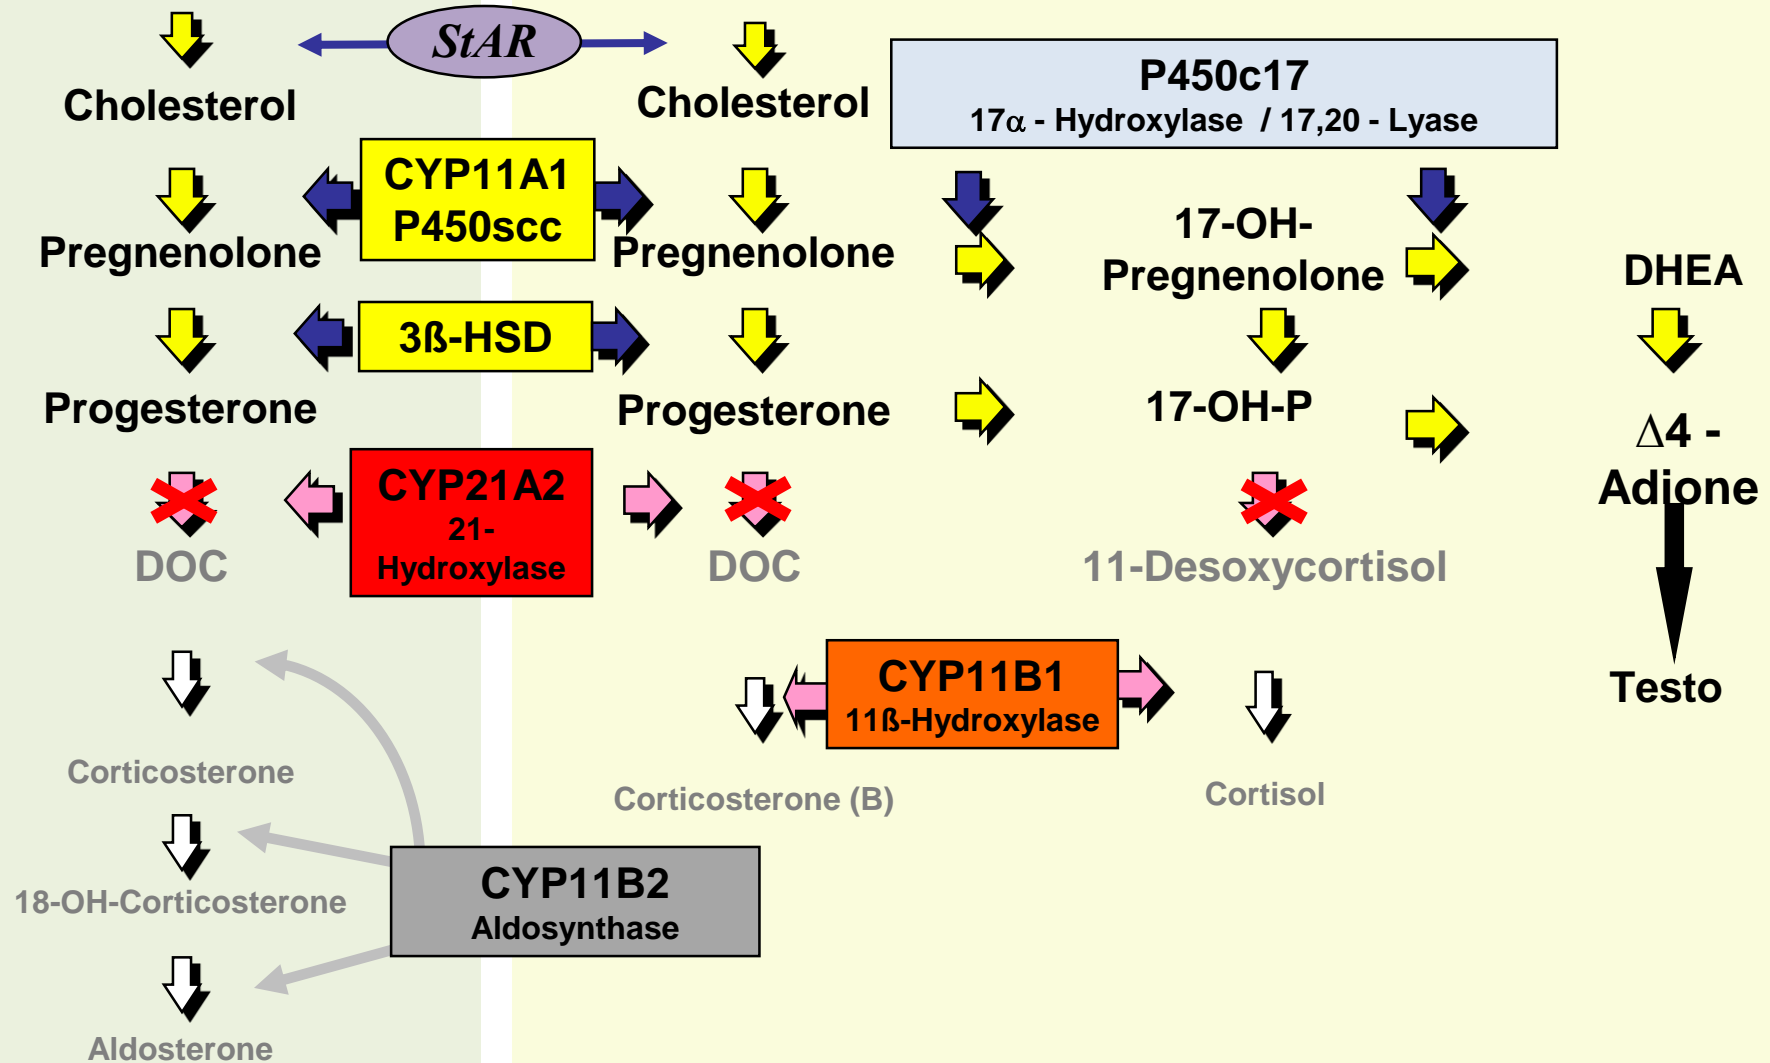 StAR
Cholesterol
Cholesterol
P450c17
17α - Hydroxylase / 17,20 - Lyase
CYP11A1
P450scc
Pregnenolone
Pregnenolone
17-OH-
Pregnenolone
DHEA
3ß-HSD
Progesterone
Progesterone
17-OH-P
Δ4 -
Adione
CYP21A2
21-
Hydroxylase
DOC
DOC
11-Desoxycortisol
CYP11B1
11ß-Hydroxylase
Testo
Corticosterone
Corticosterone (B)
Cortisol
18-OH-Corticosterone
CYP11B2
Aldosynthase
Aldosterone